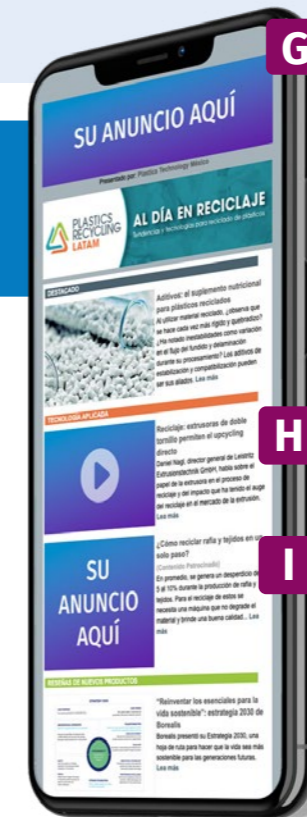 G
SU ANUNCIO AQUÍ
Presentado por: Plastics Technology México
PLASTICS
RECYCLING
LATAM
AL DÍA EN RECICLAJE
Tendencias y tecnologías para reciclado de plásticos
DESTACADO
Aditivos: el suplemento nutricional
para plásticos reciclados
Al utilizar material reciclado, ¿observa que
se hace cada vez más rígido y quebradizo?
¿Ha notado inestabilidades como variación
en el flujo del fundido y delaminación
durante su procesamiento? Los aditivos de
estabilización y compatibilización pueden
ser sus aliados. Lea más
TECNOLOGÍA APLICADA
H
Reciclaje: extrusoras de doble
tornillo permiten el upcycling
directo
Daniel Nagl, director general de Leistritz
Extrusionstechnik GmbH, habla sobre el
papel de la extrusora en el proceso de
reciclaje y del impacto que ha tenido el auge
del reciclaje en el mercado de la extrusión.
Lea más
I
SU
ANUNCIO
AQUÍ
¿Cómo reciclar rafia y tejidos en un
solo paso?
(Contenido Patrocinado)
En promedio, se genera un desperdicio de
5 al 10% durante la producción de rafia y
tejidos. Para el reciclaje de estos se
necesita una máquina que no degrade el
material y brinde una buena calidad... Lea
más
RESEÑAS DE NUEVOS PRODUCTOS
"Reinventar los esenciales para la
vida sostenible": estrategia 2030 de
Borealis
Borealis presentó su Estrategia 2030, una
hoja de ruta para hacer que la vida sea más
sostenible para las generaciones futuras.
Lea más